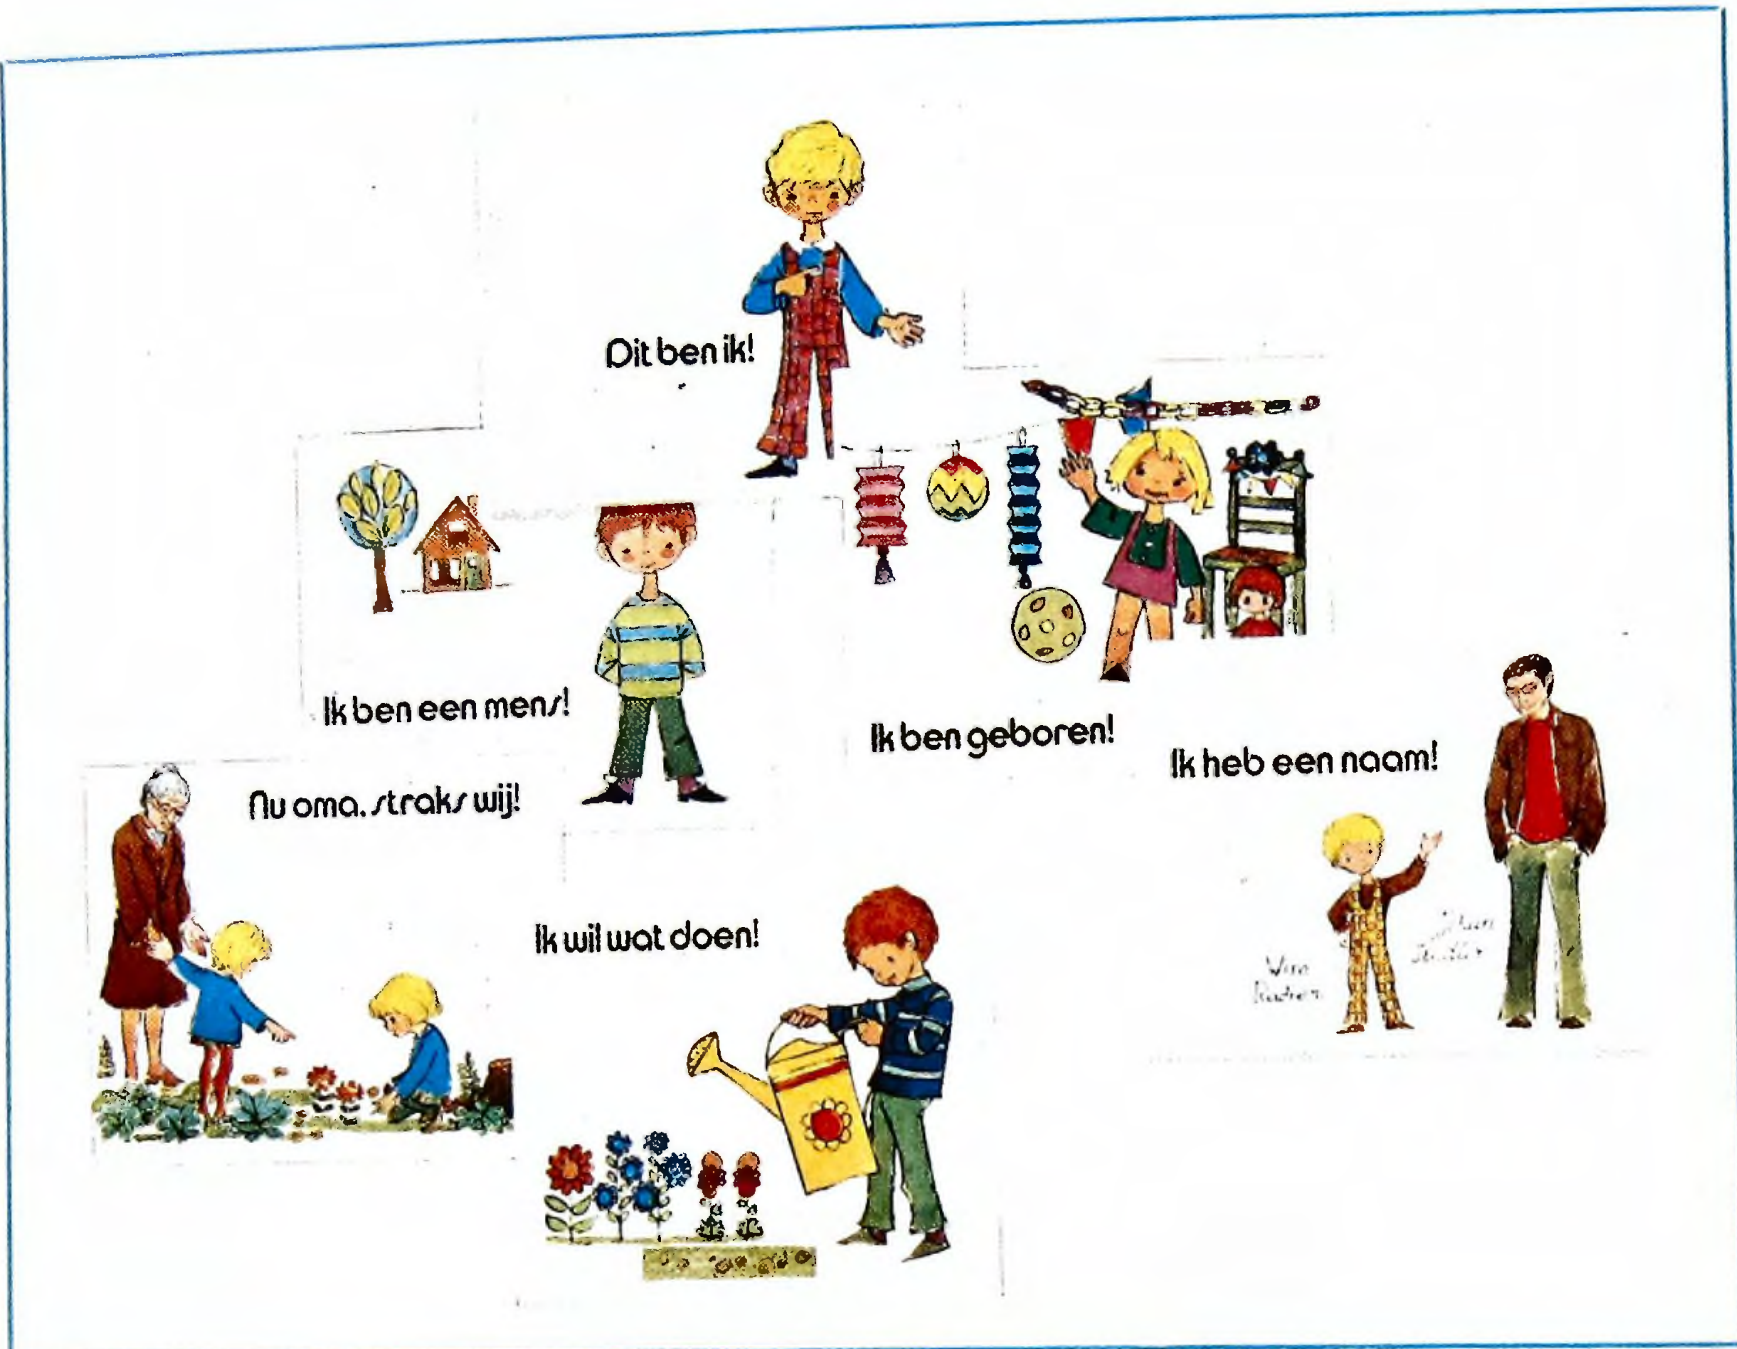 Dit ben ik!
Ik ben een mens!
Ik ben geboren!
Ik heb een naam!
Nu oma, straks wij!
Ik wil wat doen!
Wim